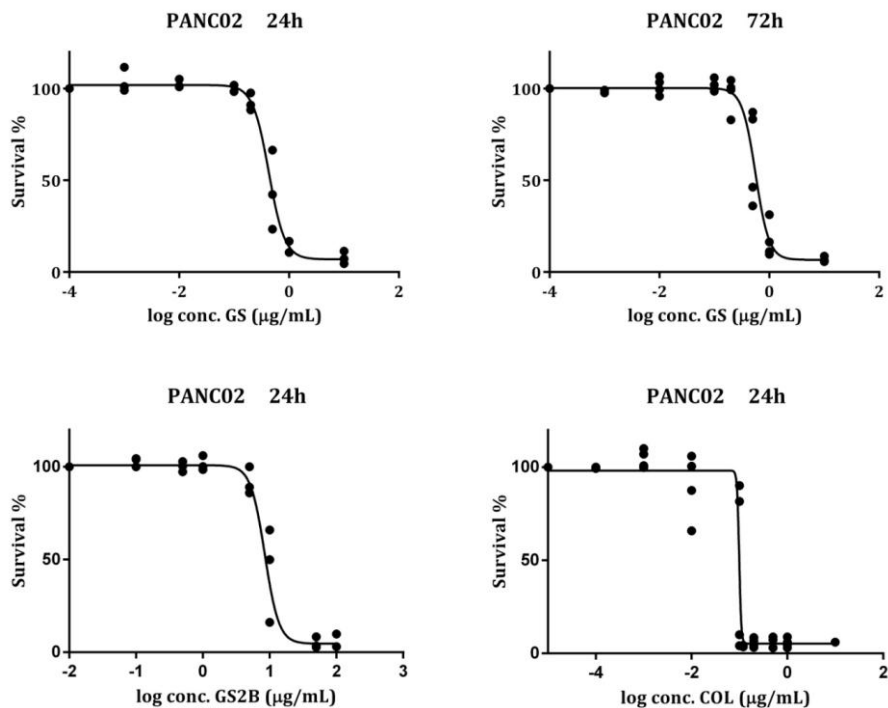 PANC02 24h
Survival %
100
50
0
-4 -2 0 2
log conc. GS (μg/mL)
PANC02 72h
Survival %
100
50
0
-4 -2 0 2
log conc. GS (μg/mL)
PANC02 24h
Survival %
100
50
0
-2 -1 0 1 2 3
log conc. GS2B (μg/mL)
PANC02 24h
Survival %
100
50
0
-4 -2 0 2
log conc. COL (μg/mL)